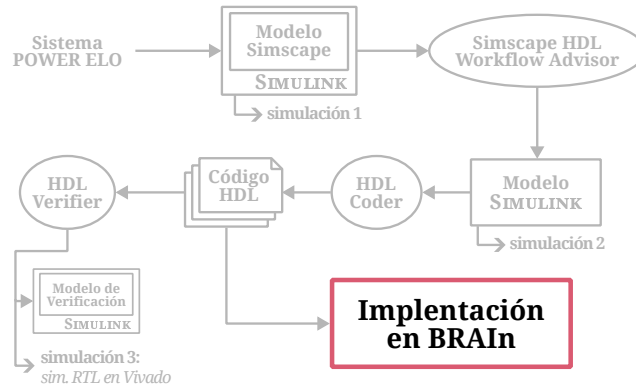 Sistema
POWER ELO
Modelo
Simscape
SIMULINK
simulación 1
Simscape HDL
Workflow Advisor
HDL
Verifier
Código
HDL
HDL
Coder
Modelo
SIMULINK
simulación 2
Modelo de
Verificación
SIMULINK
simulación 3:
sim. RTL en Vivado
Implentación
en BRAIn